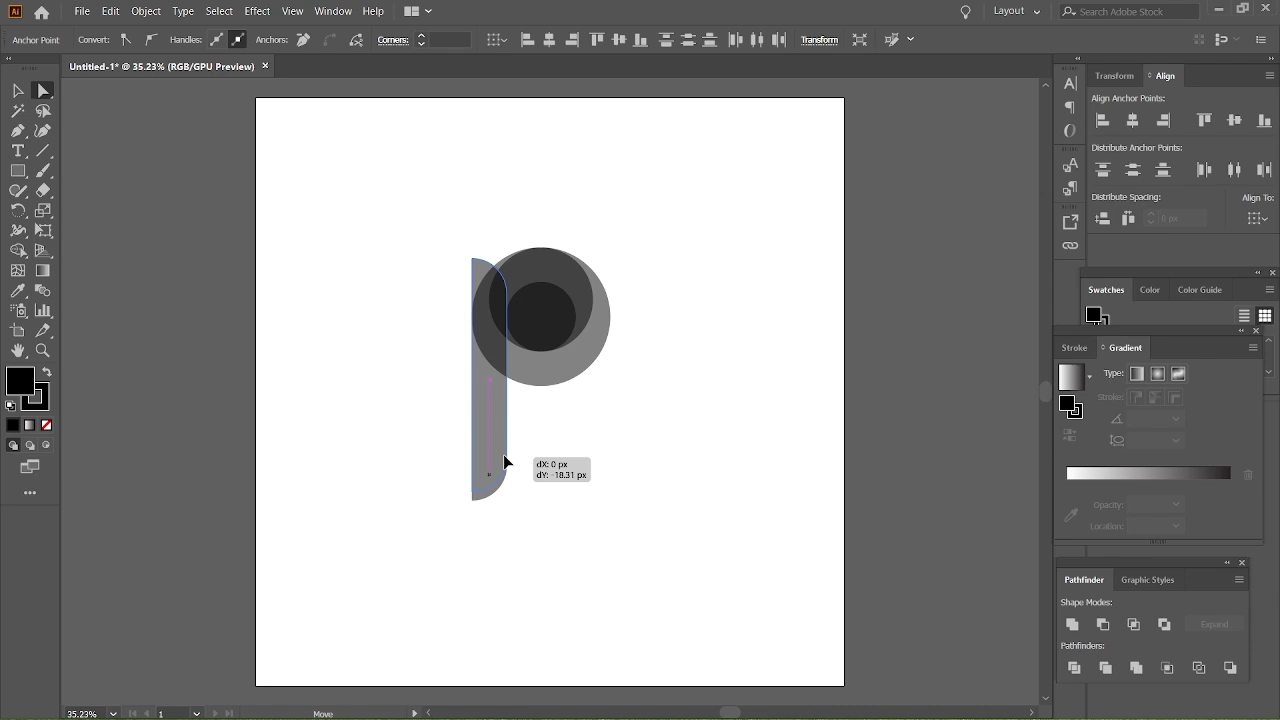 Ai
File Edit Object Type Select Effect View Window Help
Layout
Search Adobe Stock
Anchor Point Convert: Handles: Anchors: Corners: Transform
Untitled-1* @ 35.23% (RGB/GPU Preview) ×
Transform Align
Align Anchor Points:
Distribute Anchor Points:
Distribute Spacing: Align To:
0 px
Swatches Color Color Guide
Stroke Gradient
Type:
Stroke:
Opacity:
Location:
dX: 0 px
dY: -18.31 px
Pathfinder Graphic Styles
Shape Modes:
Expand
Pathfinders:
35.23% 1 Move